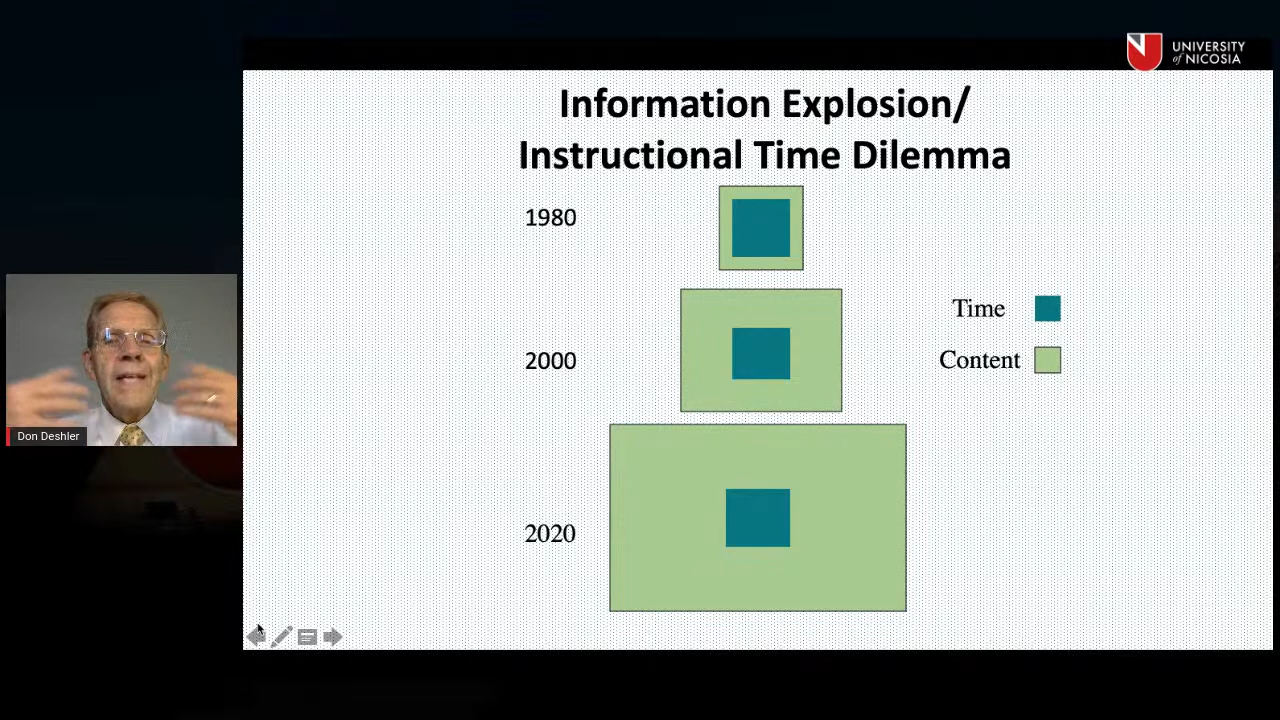 UNIVERSITY
of NICOSIA
Information Explosion/
Instructional Time Dilemma
1980
Time
2000
Content
Don Deshler
2020